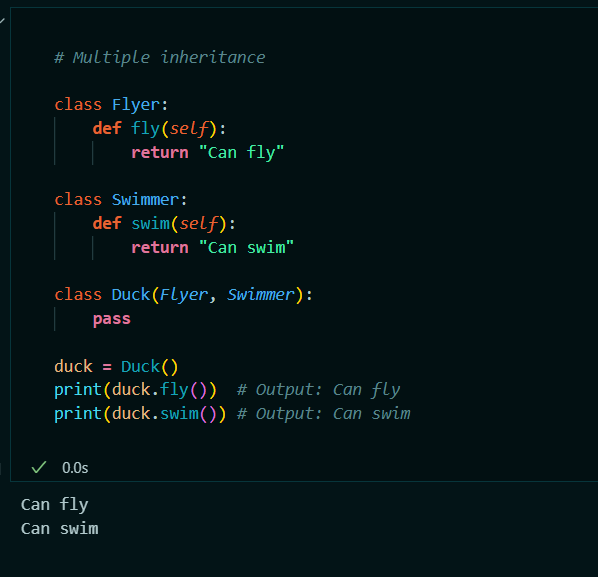 # Multiple inheritance
class Flyer:
    def fly(self):
        return "Can fly"
class Swimmer:
    def swim(self):
        return "Can swim"
class Duck(Flyer, Swimmer):
    pass
duck = Duck()
print(duck.fly())  # Output: Can fly
print(duck.swim()) # Output: Can swim
0.0s
Can fly
Can swim